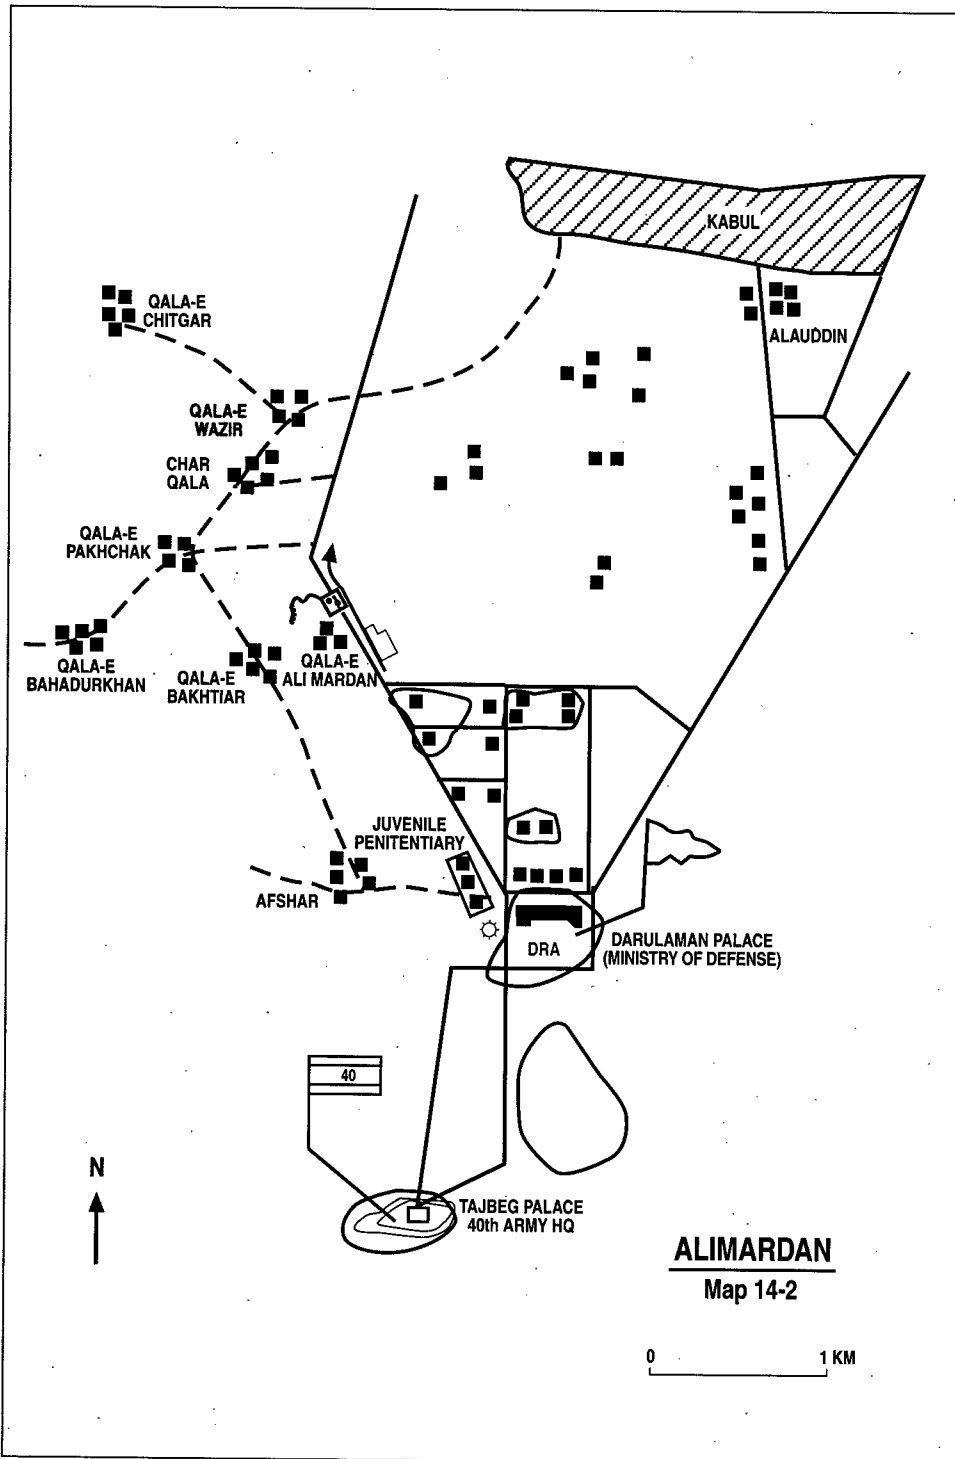 KABUL
QALA-E
CHITGAR
ALAUDDIN
QALA-E
WAZIR
CHAR
QALA
QALA-E
PAKHCHAK
QALA-E
BAHADURKHAN
QALA-E
BAKHTIAR
QALA-E
ALI MARDAN
JUVENILE
PENITENTIARY
AFSHAR
DRA
DARULAMAN PALACE
(MINISTRY OF DEFENSE)
40
N
TAJBEG PALACE
40th ARMY HQ
ALIMARDAN
Map 14-2
0 1 KM